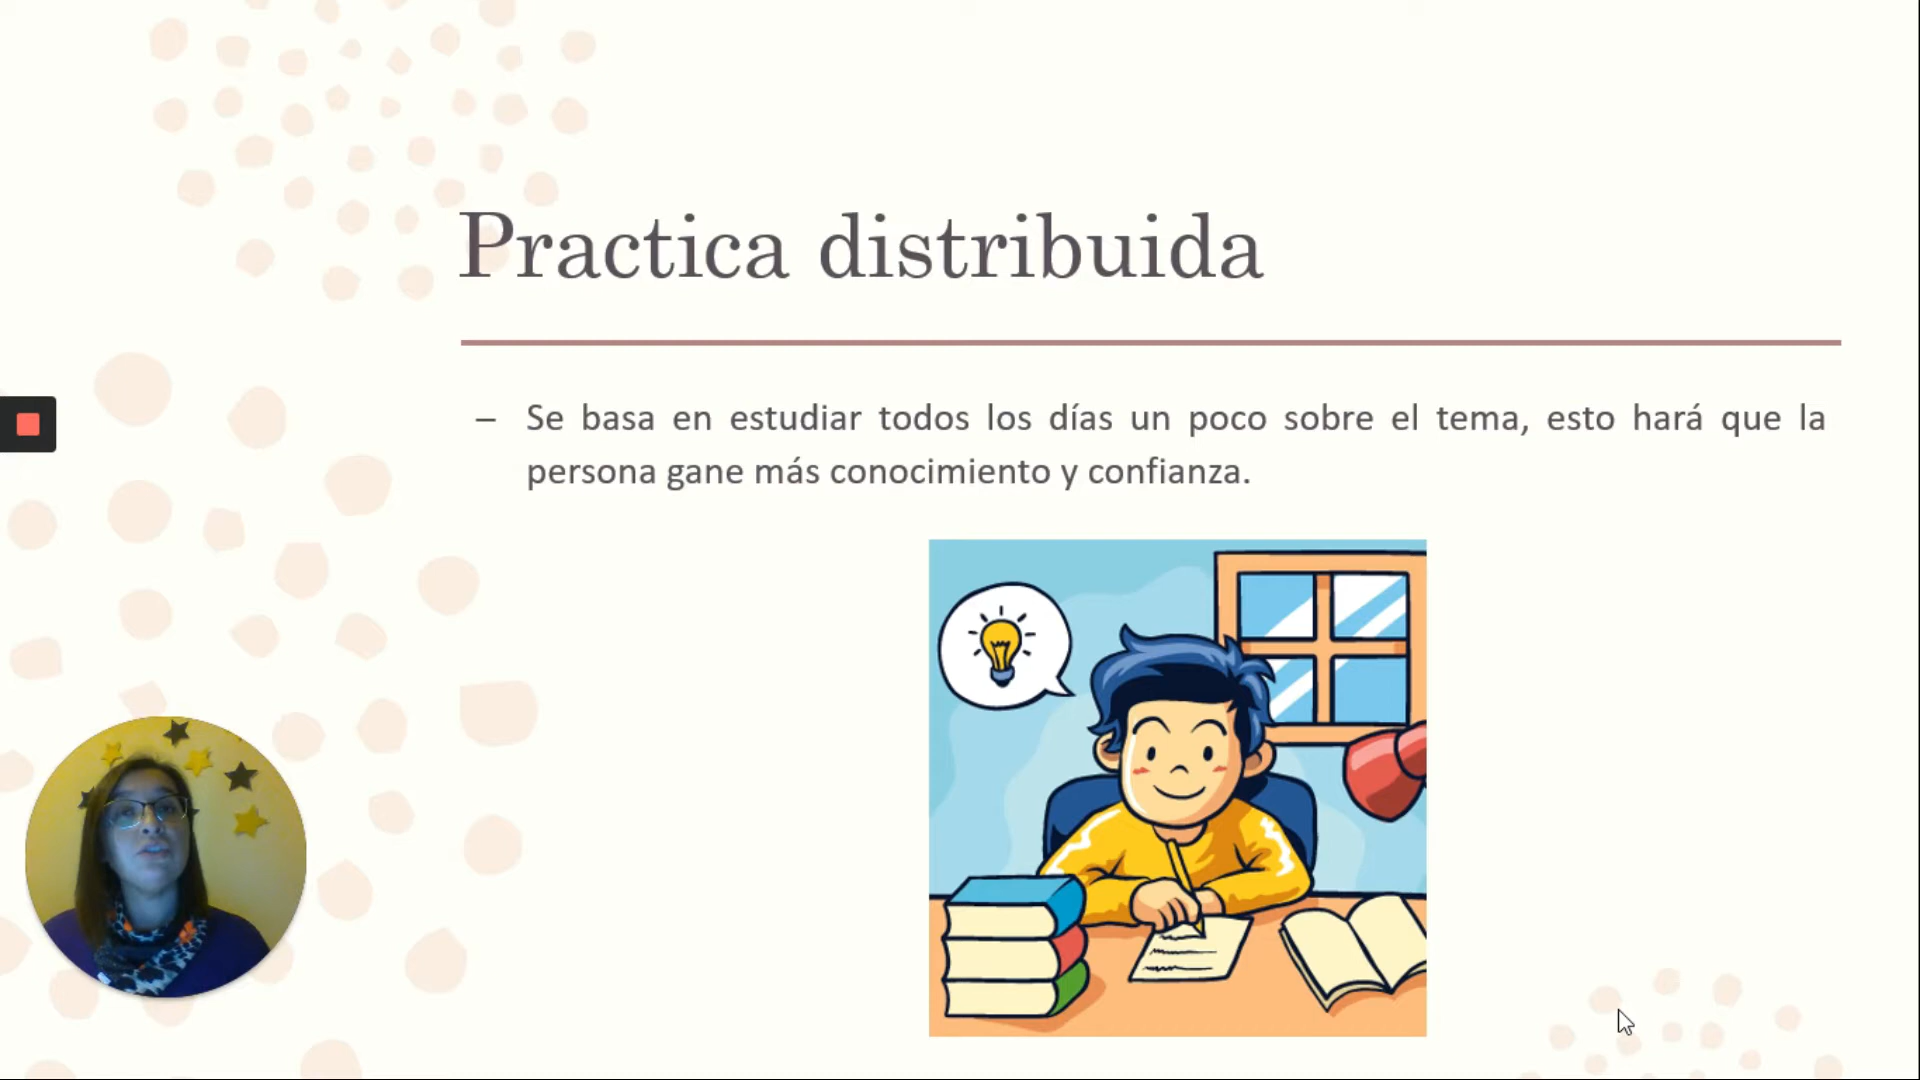 Practica distribuida
– Se basa en estudiar todos los días un poco sobre el tema, esto hará que la
persona gane más conocimiento y confianza.